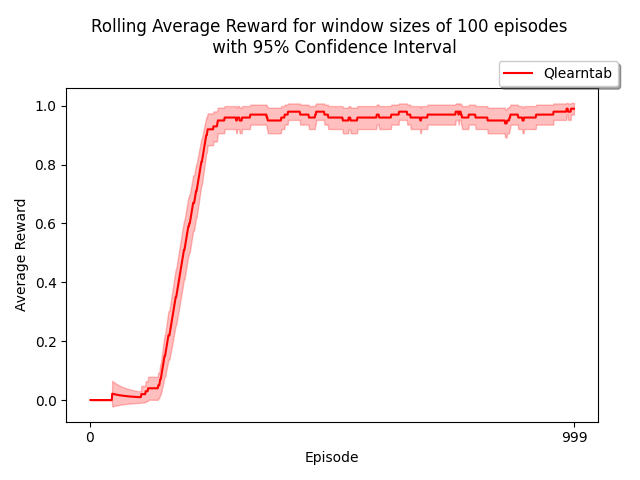 Rolling Average Reward for window sizes of 100 episodes
with 95% Confidence Interval
Qlearntab
1.0
0.8
0.6
0.4
0.2
0.0
Average Reward
0
999
Episode